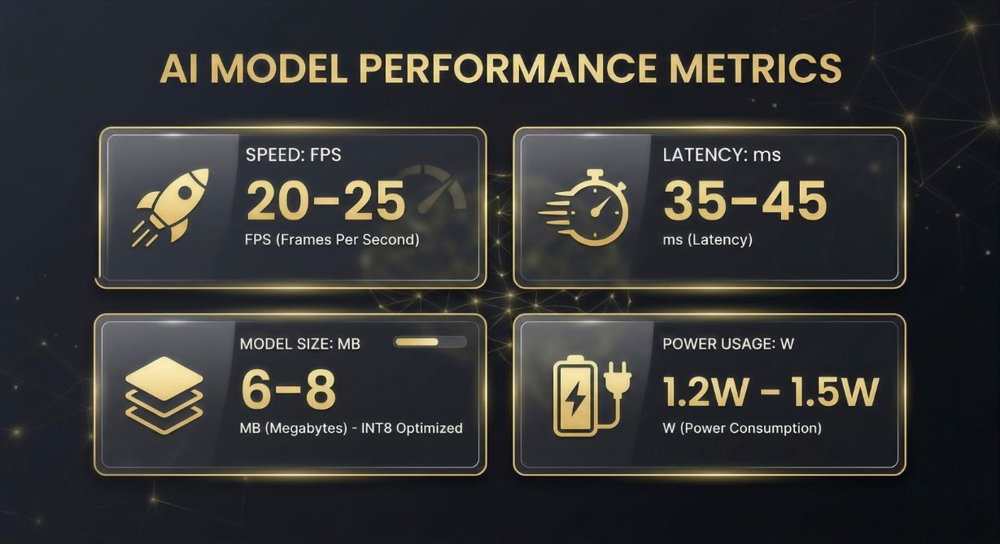 AI MODEL PERFORMANCE METRICS
SPEED: FPS
20–25
FPS (Frames Per Second)
LATENCY: ms
35–45
ms (Latency)
MODEL SIZE: MB
6–8
MB (Megabytes) - INT8 Optimized
POWER USAGE: W
1.2W – 1.5W
W (Power Consumption)